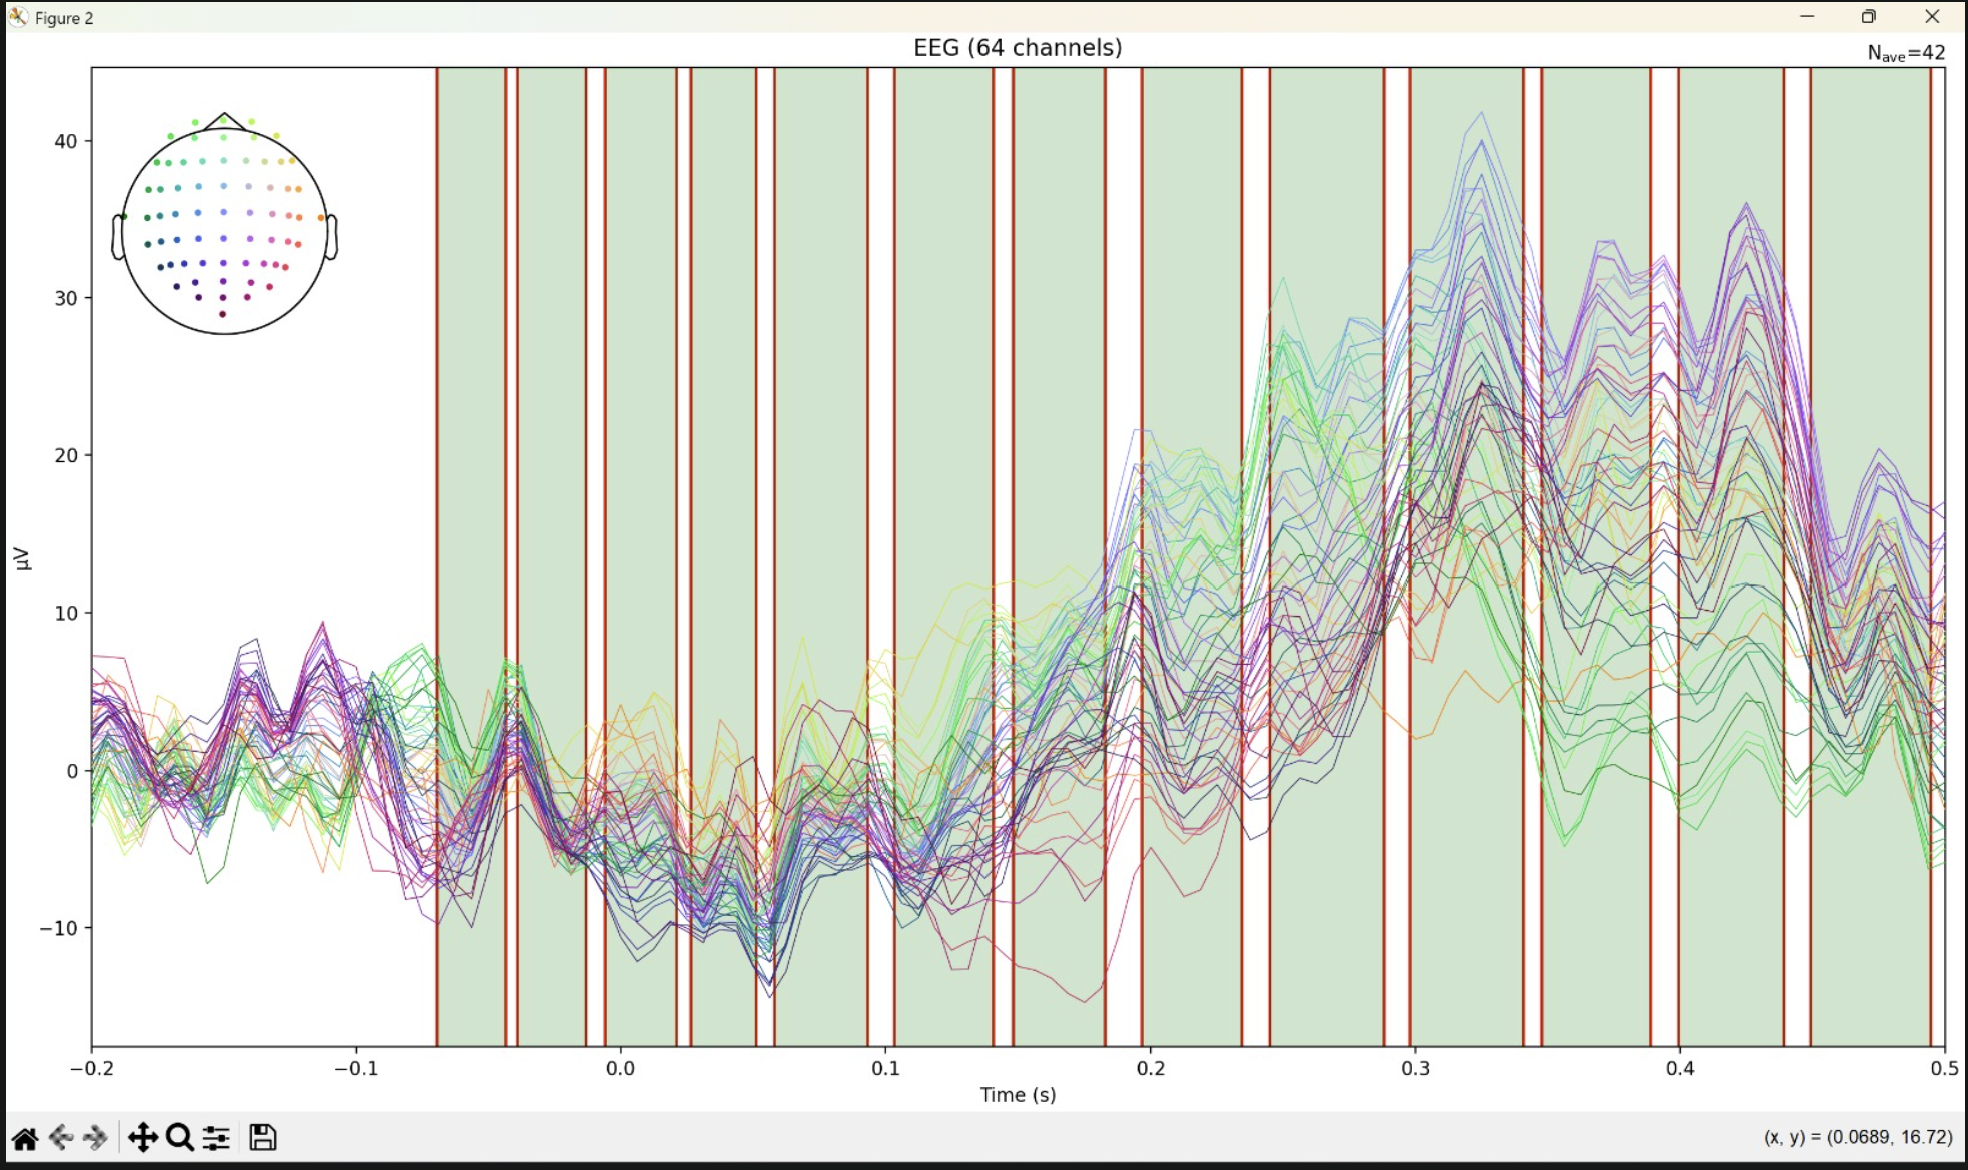 Figure 2
EEG (64 channels)
Nave=42
40
30
20
10
0
−10
µV
−0.2 −0.1 0.0 0.1 0.2 0.3 0.4 0.5
Time (s)
(x, y) = (0.0689, 16.72)